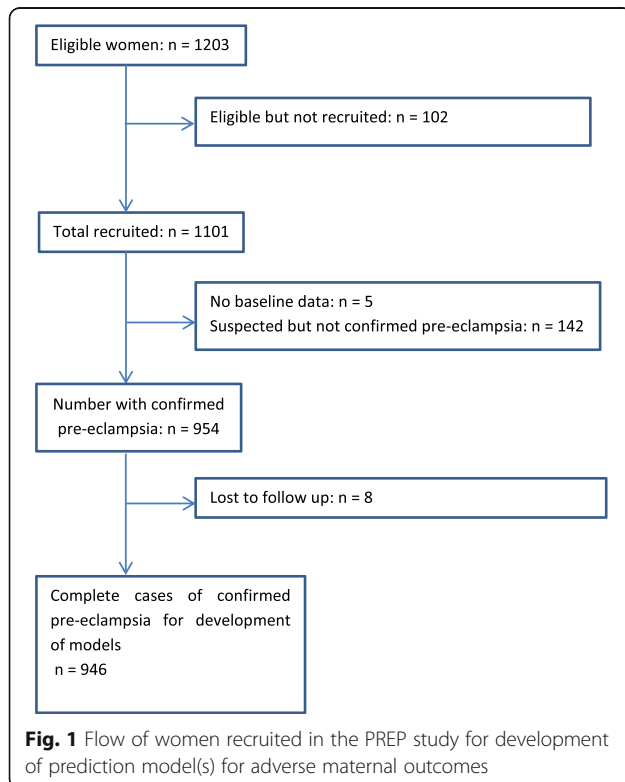 Eligible women: n = 1203
Eligible but not recruited: n = 102
Total recruited: n = 1101
No baseline data: n = 5
Suspected but not confirmed pre-eclampsia: n = 142
Number with confirmed
pre-eclampsia: n = 954
Lost to follow up: n = 8
Complete cases of confirmed
pre-eclampsia for development
of models
n = 946
Fig. 1 Flow of women recruited in the PREP study for development
of prediction model(s) for adverse maternal outcomes